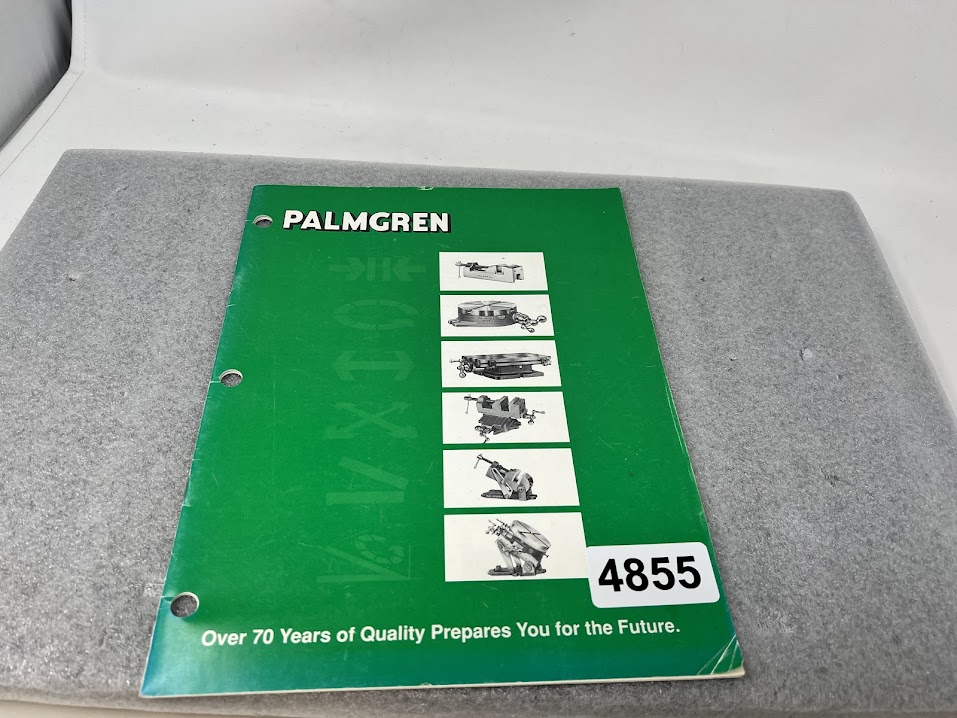 PALMGREN
4855
Over 70 Years of Quality Prepares You for the Future.